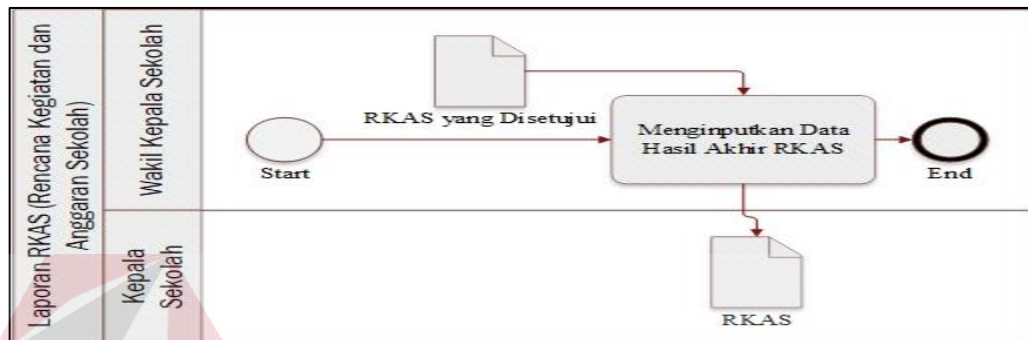 Laporan RKAS (Rencana Kegiatan dan
Anggaran Sekolah)
Wakil Kepala Sekolah
Kepala
Sekolah
RKAS yang Disetujui
Start
Menginputkan Data
Hasil Akhir RKAS
End
RKAS